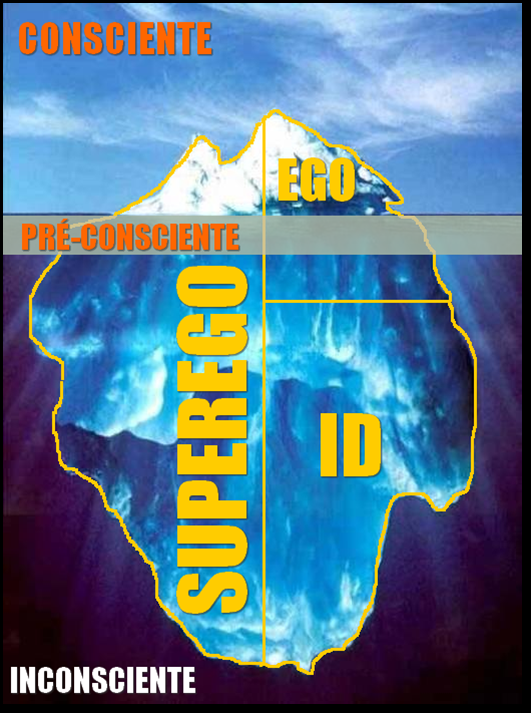 CONSCIENTE
EGO
PRÉ-CONSCIENTE
SUPEREGO
ID
INCONSCIENTE